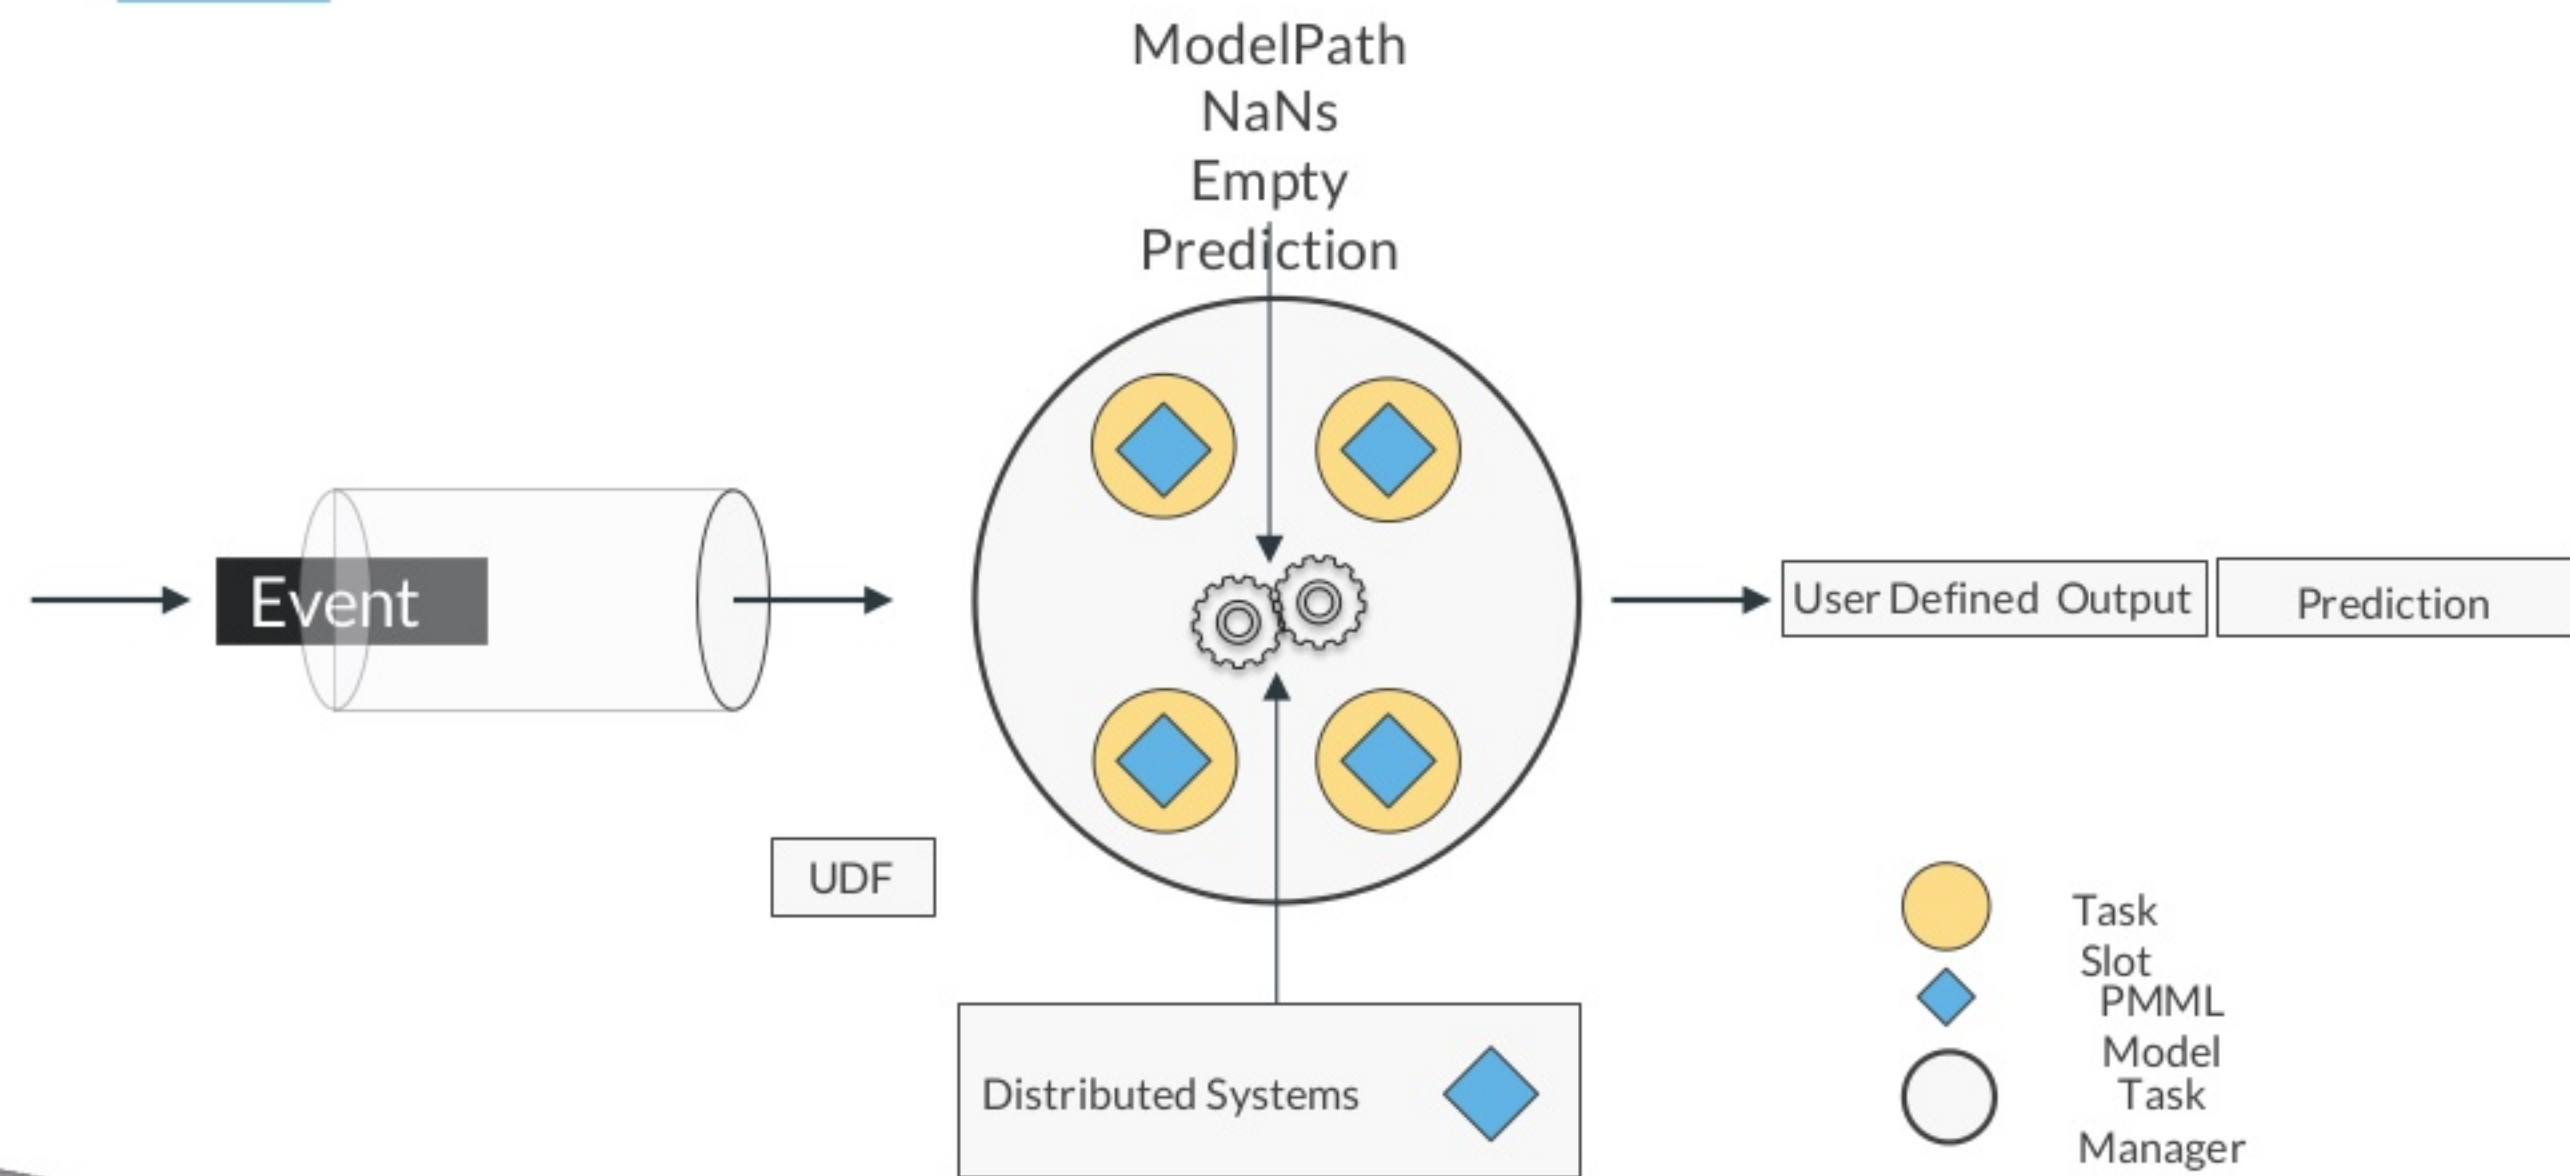 ModelPath
NaNs
Empty
Prediction
Event
User Defined Output
Prediction
UDF
Distributed Systems
Task
Slot
PMML
Model
Task
Manager